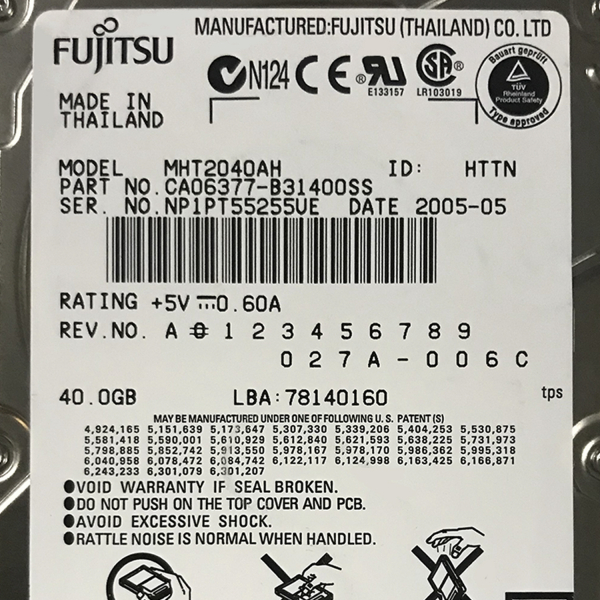 MANUFACTURED:FUJITSU (THAILAND) CO. LTD
FUJITSU
N124 CE ® RU ® SA ®
E133157 LR103019
Bauart geprüft
TÜV
Rheinland
Product Safety
Type approved
MADE IN
THAILAND
MODEL MHT2040AH ID: HTTN
PART NO.CA06377-B31400SS
SER. NO.NP1PT55255UE DATE 2005-05
RATING +5V 0.60A
REV.NO. A 0 1 2 3 4 5 6 7 8 9
027A-006C
40.0GB LBA:78140160 tps
MAY BE MANUFACTURED UNDER ONE OF FOLLOWING U. S. PATENT(S)
4,924,165 5,151,639 5,173,647 5,307,330 5,339,206 5,404,253 5,530,875
5,581,418 5,590,001 5,610,929 5,612,840 5,621,593 5,638,225 5,731,973
5,798,885 5,852,742 5,913,550 5,978,167 5,978,170 5,986,362 5,995,318
6,040,958 6,078,472 6,084,742 6,122,117 6,124,998 6,163,425 6,166,871
6,243,233 6,301,079 6,301,207
●VOID WARRANTY IF SEAL BROKEN.
●DO NOT PUSH ON THE TOP COVER AND PCB.
●AVOID EXCESSIVE SHOCK.
●RATTLE NOISE IS NORMAL WHEN HANDLED.